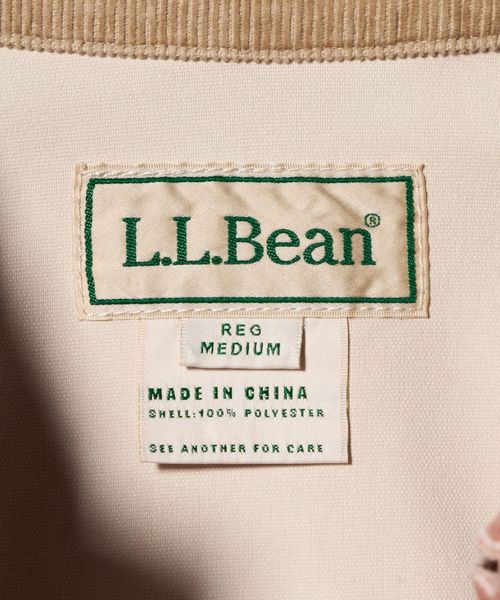 L.L.Bean®
REG
MEDIUM
MADE IN CHINA
SHELL:100% POLYESTER
SEE ANOTHER FOR CARE